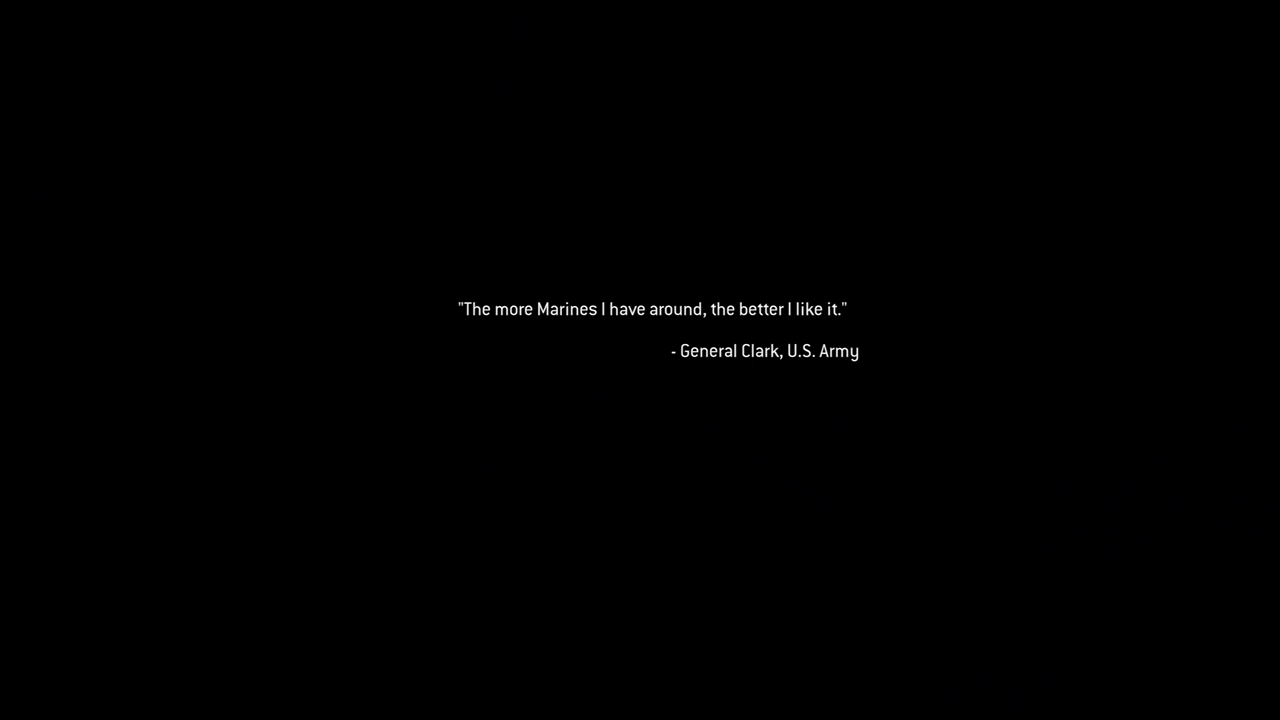 "The more Marines I have around, the better I like it."
- General Clark, U.S. Army